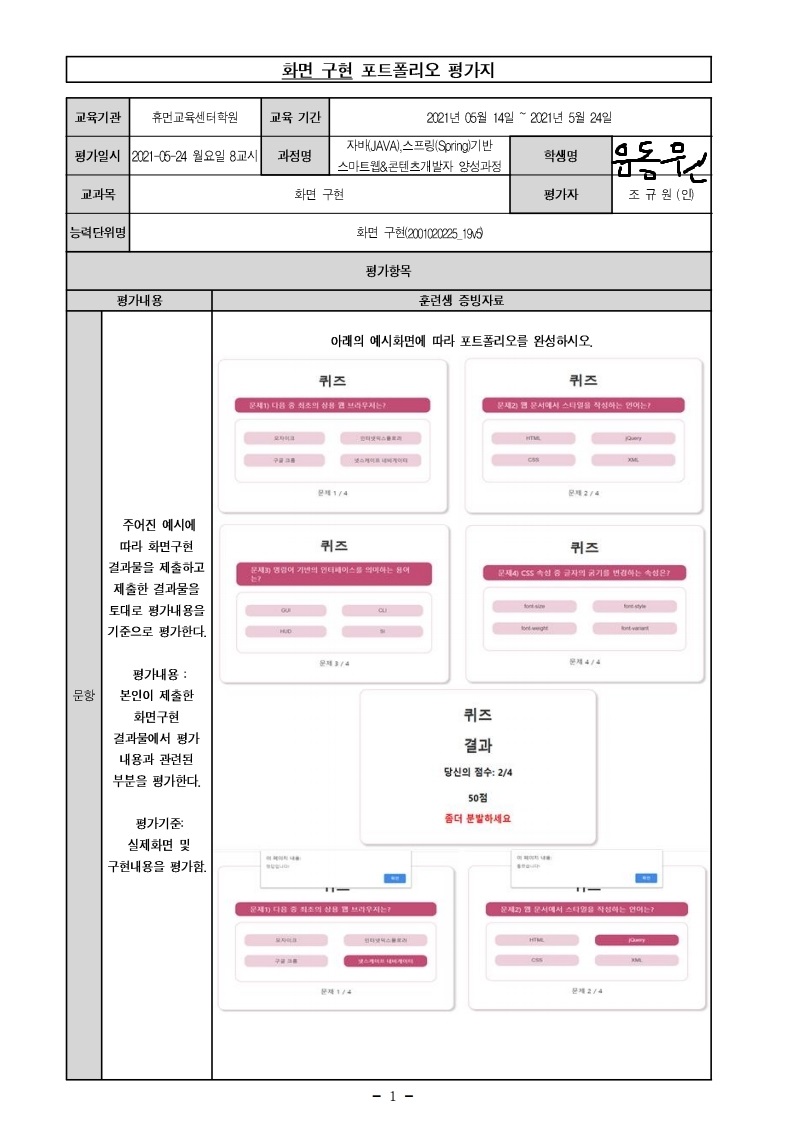 화면 구현 포트폴리오 평가지
교육기관 휴먼교육센터학원 교육 기간 2021년 05월 14일 ~ 2021년 5월 24일
평가일시 2021-05-24 월요일 8교시 과정명 자바(JAVA),스프링(Spring)기반 스마트웹&콘텐츠개발자 양성과정 학생명
교과목 화면 구현 평가자 조 규 원 (인)
능력단위명 화면 구현(2001020225_19v5)
평가항목
평가내용 훈련생 증빙자료
문항
주어진 예시에
따라 화면구현
결과물을 제출하고
제출한 결과물을
토대로 평가내용을
기준으로 평가한다.
평가내용 :
본인이 제출한
화면구현
결과물에서 평가
내용과 관련된
부분을 평가한다.
평가기준:
실제화면 및
구현내용을 평가함.
아래의 예시화면에 따라 포트폴리오를 완성하시오.
퀴즈
문제1) 다음 중 최초의 상용 웹 브라우저는?
모자이크 인터넷익스플로러
구글 크롬 넷스케이프 네비게이터
문제 1 / 4
퀴즈
문제2) 웹 문서에서 스타일을 작성하는 언어는?
HTML jQuery
CSS XML
문제 2 / 4
퀴즈
문제3) 명령어 기반의 인터페이스를 의미하는 용어
는?
GUI CLI
HUD SI
문제 3 / 4
퀴즈
문제4) CSS 속성 중 글자의 굵기를 변경하는 속성은?
font-size font-style
font-weight font-variant
문제 4 / 4
퀴즈
결과
당신의 점수: 2/4
50점
좀더 분발하세요
이 페이지 내용:
정답입니다!
확인
문제1) 다음 중 최초의 상용 웹 브라우저는?
모자이크 인터넷익스플로러
구글 크롬 넷스케이프 네비게이터
문제 1 / 4
이 페이지 내용:
틀렸습니다!
확인
문제2) 웹 문서에서 스타일을 작성하는 언어는?
HTML jQuery
CSS XML
문제 2 / 4
- 1 -